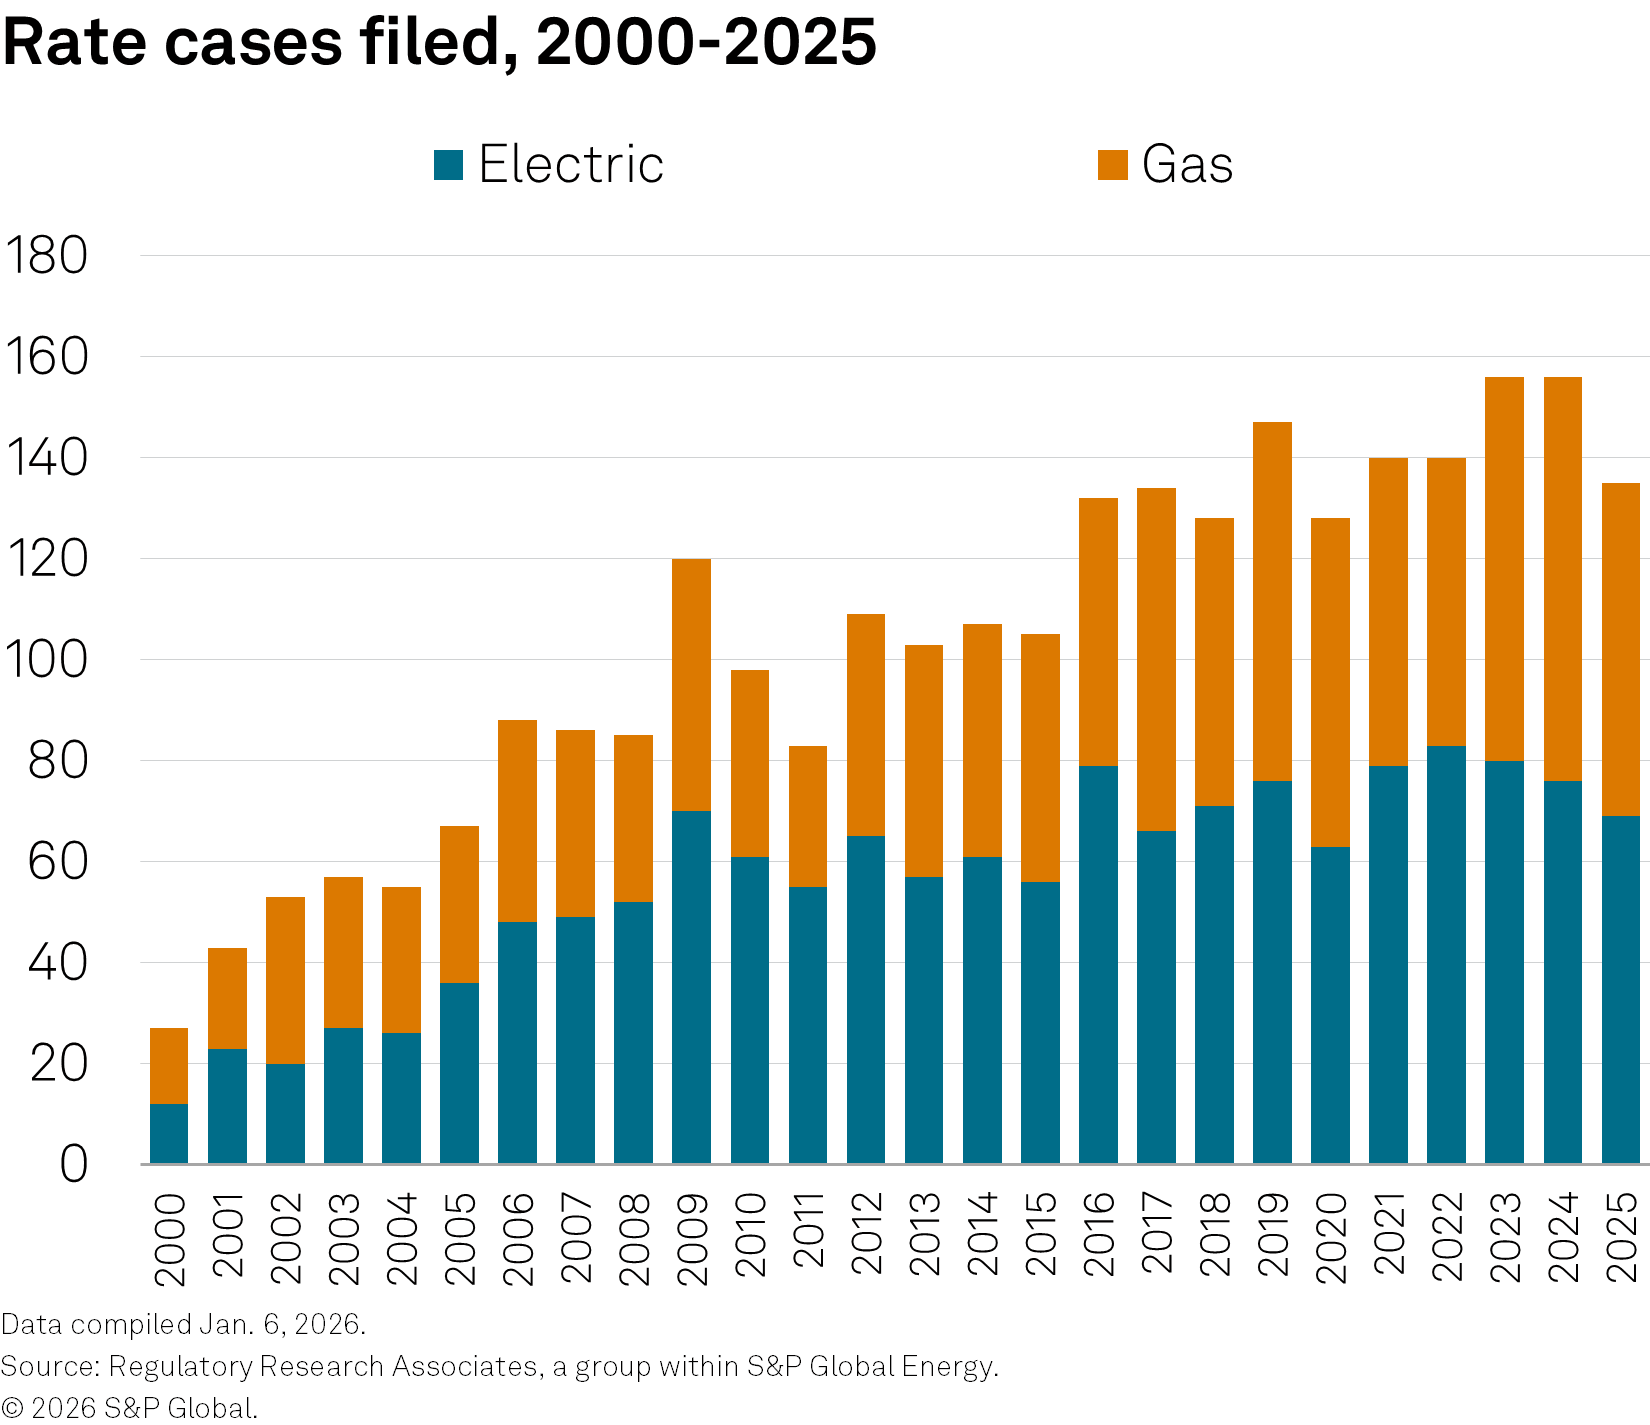 Rate cases filed, 2000-2025
Electric Gas
180
160
140
120
100
80
60
40
20
0
2000 2001 2002 2003 2004 2005 2006 2007 2008 2009 2010 2011 2012 2013 2014 2015 2016 2017 2018 2019 2020 2021 2022 2023 2024 2025
Data compiled Jan. 6, 2026.
Source: Regulatory Research Associates, a group within S&P Global Energy.
© 2026 S&P Global.